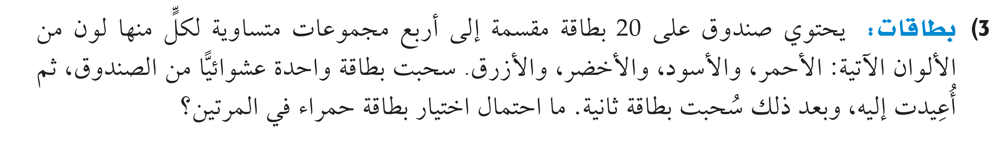 3) بطاقات: يحتوي صندوق على 20 بطاقة مقسمة إلى أربع مجموعات متساوية لكلٍّ منها لون من
الألوان الآتية: الأحمر، والأسود، والأخضر، والأزرق. سحبت بطاقة واحدة عشوائيًّا من الصندوق، ثم
أُعِيدت إليه، وبعد ذلك سُحبت بطاقة ثانية. ما احتمال اختيار بطاقة حمراء في المرتين؟